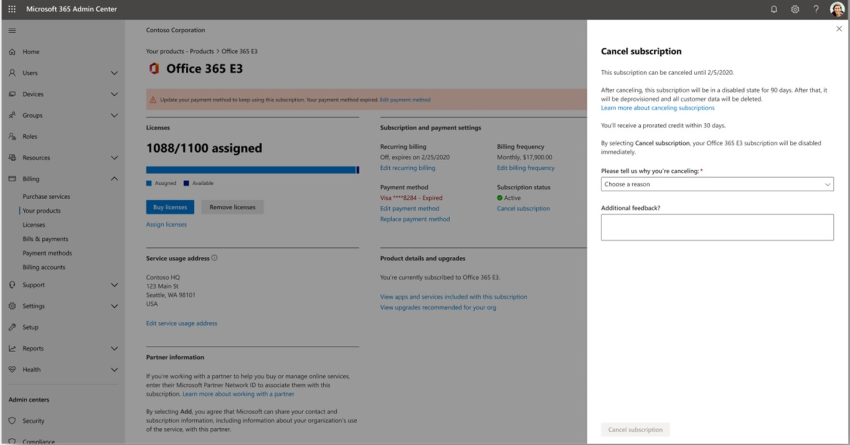 Microsoft 365 Admin Center
?
Home
Users
Devices
Groups
Roles
Resources
Billing
Purchase services
Your products
Licenses
Bills & payments
Payment methods
Billing accounts
Support
Settings
Setup
Reports
Health
Admin centers
Security
Compliance
Contoso Corporation
Your products - Products > Office 365 E3
Office 365 E3
Update your payment method to keep using this subscription. Your payment method expired. Edit payment method
Licenses
1088/1100 assigned
Assigned Available
Buy licenses Remove licenses
Assign licenses
Subscription and payment settings
Recurring billing
Off, expires on 2/25/2020
Edit recurring billing
Billing frequency
Monthly, $17,900.00
Edit billing frequency
Payment method
Visa ****8284 - Expired
Edit payment method
Replace payment method
Subscription status
Active
Cancel subscription
Service usage address
Contoso HQ
123 Main St
Seattle, WA 98101
USA
Edit service usage address
Product details and upgrades
You're currently subscribed to Office 365 E3.
View apps and services included with this subscription
View upgrades recommended for your org
Partner information
If you're working with a partner to help you buy or manage online services,
enter their Microsoft Partner Network ID to associate them with this
subscription. Learn more about working with a partner
By selecting Add, you agree that Microsoft can share your contact and
subscription information, including information about your organization's use
of the service, with this partner.
Cancel subscription
This subscription can be canceled until 2/5/2020.
After canceling, this subscription will be in a disabled state for 90 days. After that, it
will be deprovisioned and all customer data will be deleted.
Learn more about canceling subscriptions
You'll receive a prorated credit within 30 days.
By selecting Cancel subscription, your Office 365 E3 subscription will be disabled
immediately.
Please tell us why you're canceling: *
Choose a reason
Additional feedback?
Cancel subscription